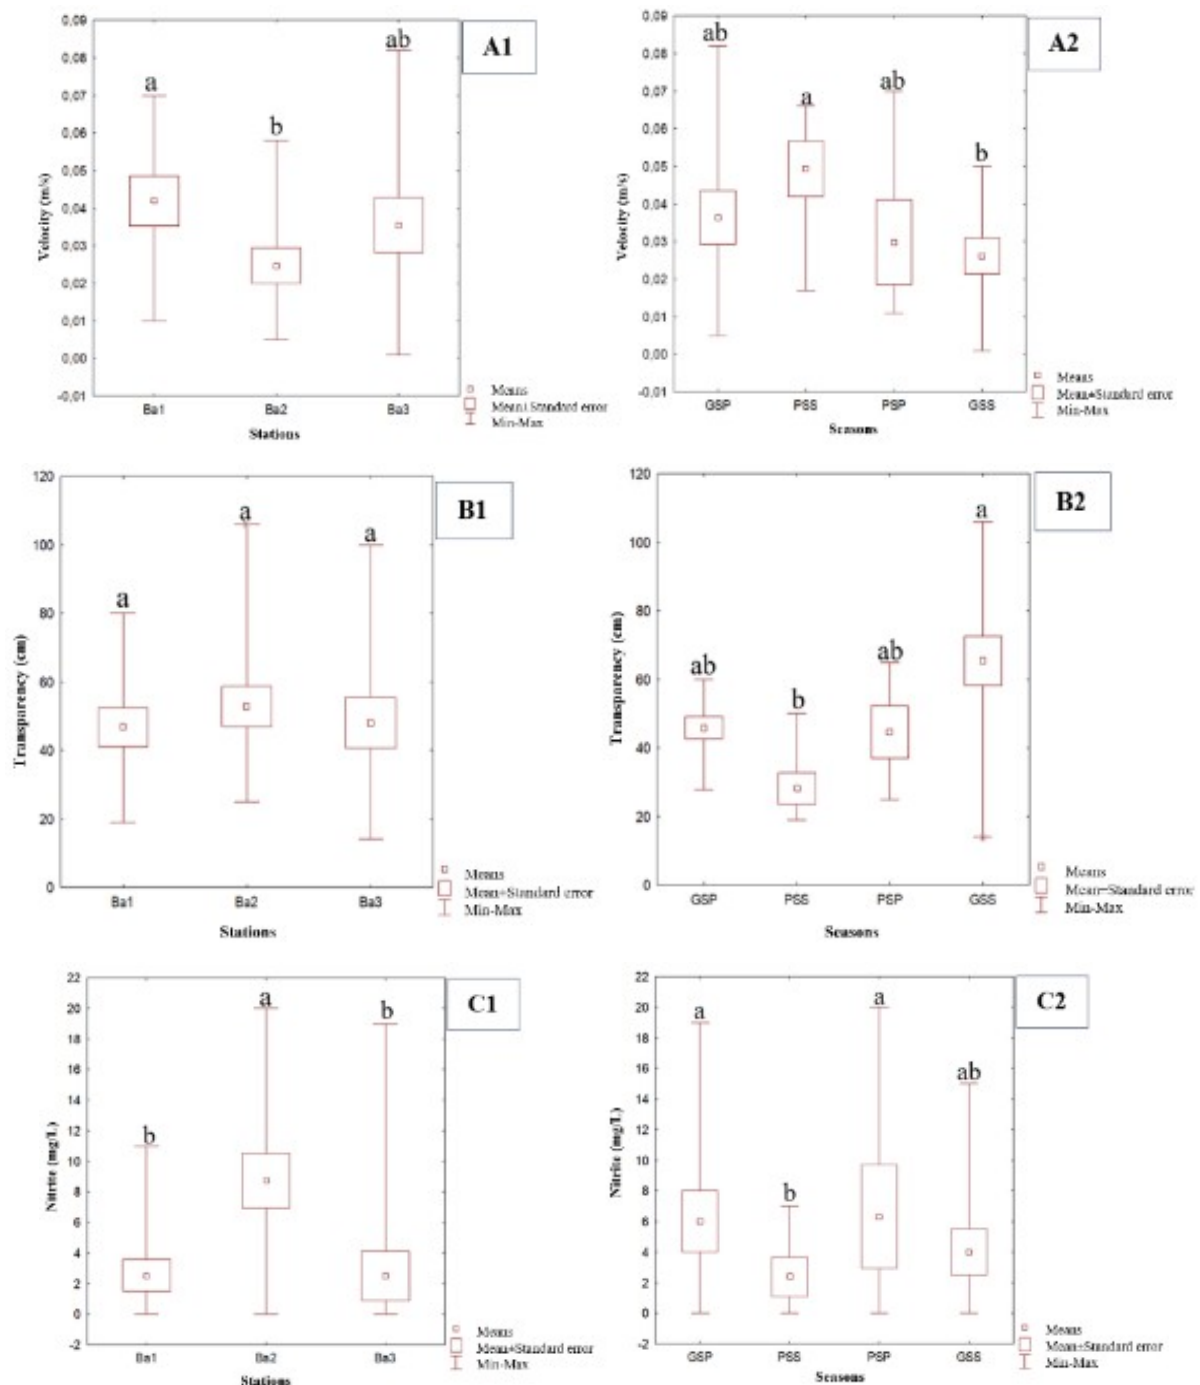 A1
0,09
0,08
0,07
0,06
0,05
0,04
0,03
0,02
0,01
0,00
-0,01
Velocity (m/s)
a
b
ab
Ba1
Ba2
Ba3
Stations
Means
Mean±Standard error
Min-Max
A2
0,09
0,08
0,07
0,06
0,05
0,04
0,03
0,02
0,01
0,00
-0,01
Velocity (m/s)
ab
a
ab
b
GSP
PSS
PSP
GSS
Seasons
Means
Mean±Standard error
Min-Max
B1
120
100
80
60
40
20
0
Transparency (cm)
a
a
a
Ba1
Ba2
Ba3
Stations
Means
Mean±Standard error
Min-Max
B2
120
100
80
60
40
20
0
Transparency (cm)
ab
b
ab
a
GSP
PSS
PSP
GSS
Seasons
Means
Mean±Standard error
Min-Max
C1
22
20
18
16
14
12
10
8
6
4
2
0
-2
Nitrite (mg/L)
b
a
b
Ba1
Ba2
Ba3
Stations
Means
Mean±Standard error
Min-Max
C2
22
20
18
16
14
12
10
8
6
4
2
0
-2
Nitrite (mg/L)
a
b
a
ab
GSP
PSS
PSP
GSS
Seasons
Means
Mean±Standard error
Min-Max